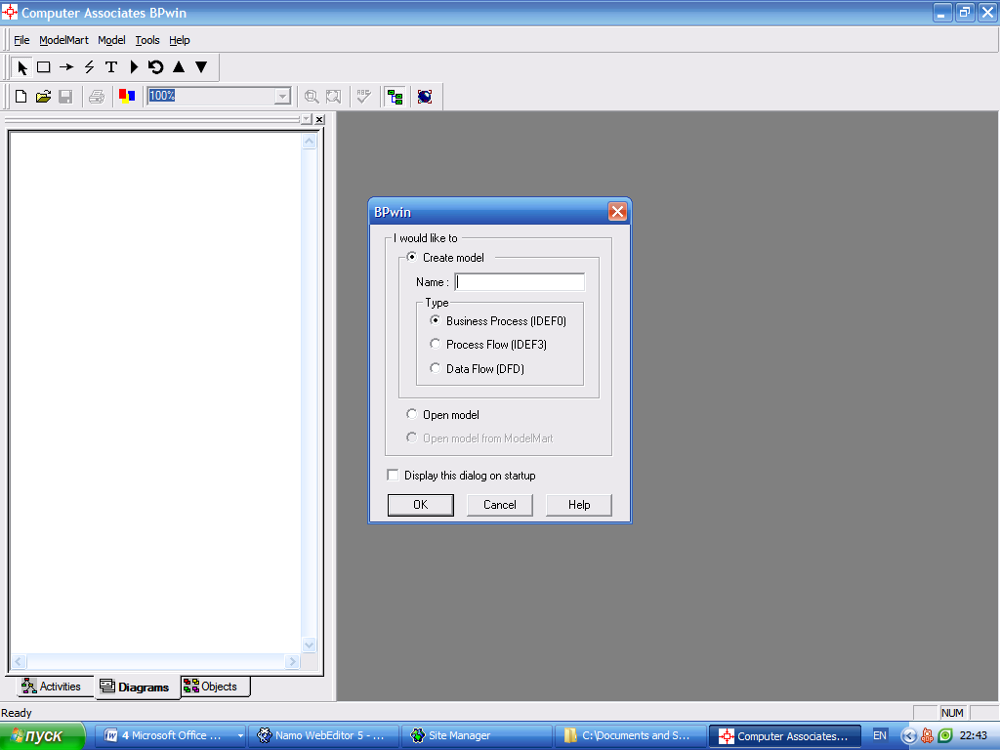 Computer Associates BPwin
File ModelMart Model Tools Help
T
100%
ABC
BPwin
I would like to
Create model
Name :
Type
Business Process (IDEF0)
Process Flow (IDEF3)
Data Flow (DFD)
Open model
Open model from ModelMart
Display this dialog on startup
OK Cancel Help
Activities Diagrams Objects
Ready NUM
пуск 4 Microsoft Office ... Namo WebEditor 5 - ... Site Manager C:\Documents and S... Computer Associates... EN 22:43